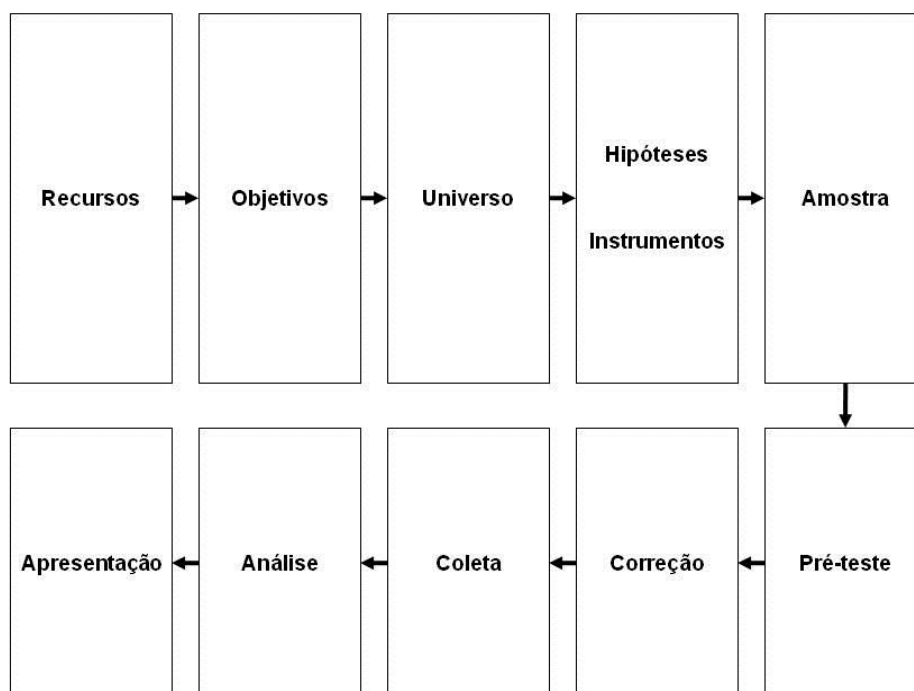 Recursos
Objetivos
Universo
Hipóteses
Instrumentos
Amostra
Pré-teste
Correção
Coleta
Análise
Apresentação